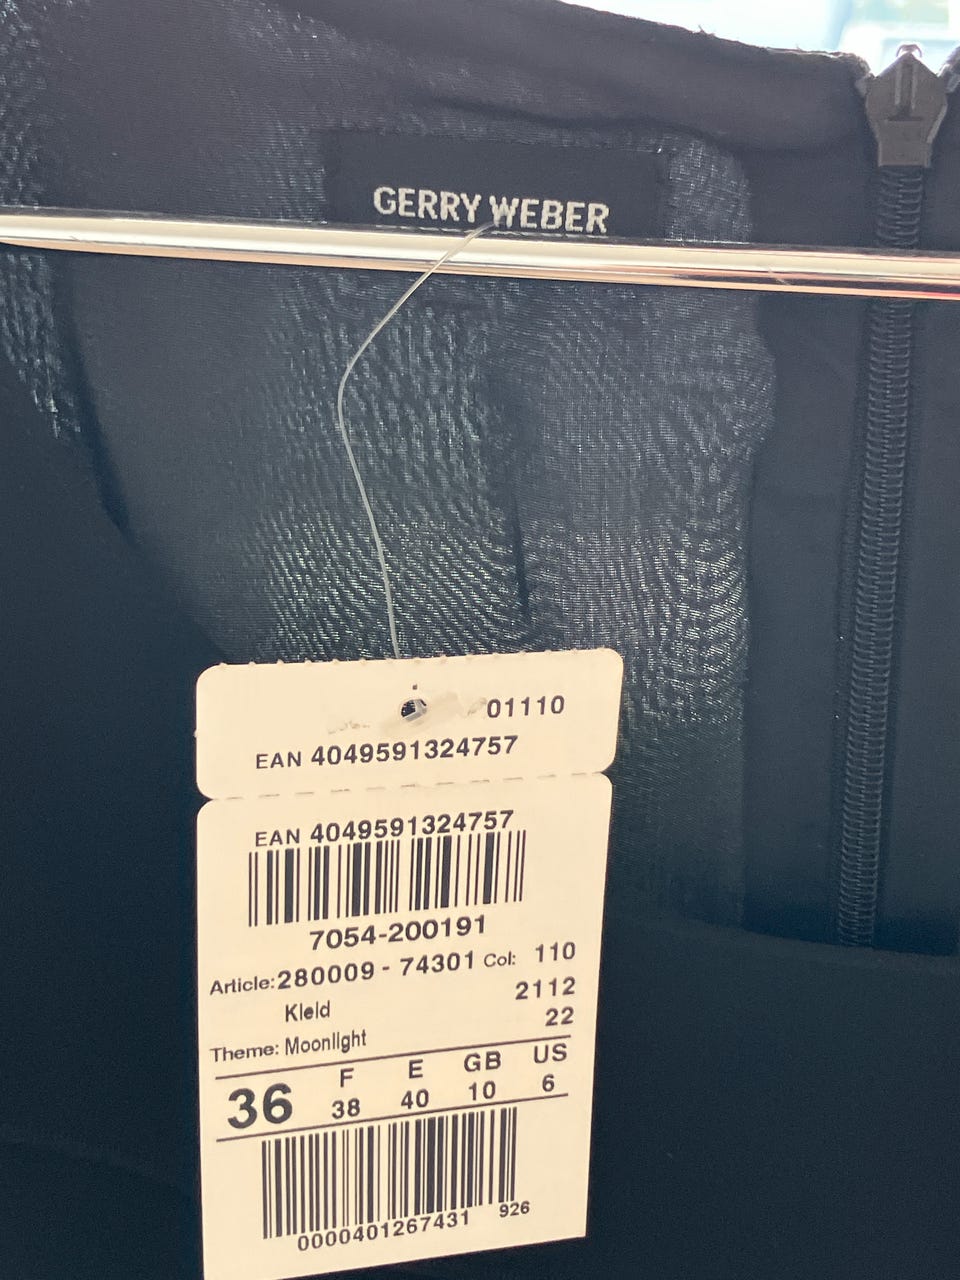 GERRY WEBER
01110
EAN 4049591324757
EAN 4049591324757
7054-200191
Article: 280009 - 74301 Col: 110
Kleid 2112
22
Theme: Moonlight
36 F E GB US
38 40 10 6
926
0000401267431